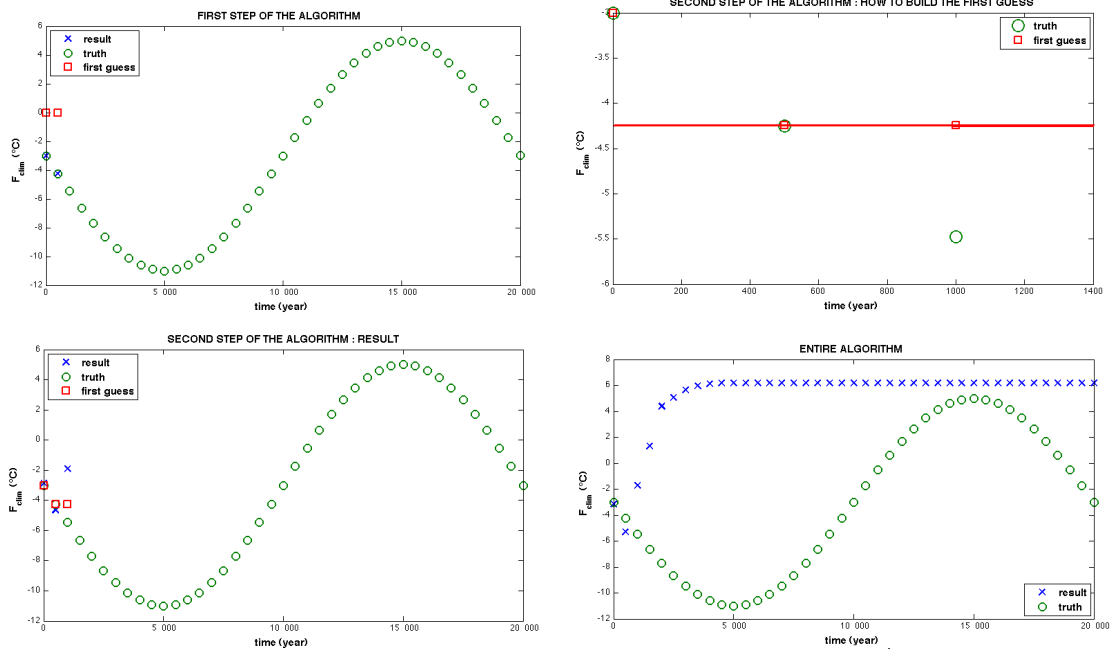 FIRST STEP OF THE ALGORITHM
6
4
2
0
-2
-4
-6
-8
-10
-12
F_clim (°C)
result
truth
first guess
0
5 000
10 000
15 000
20 000
time (year)
SECOND STEP OF THE ALGORITHM : HOW TO BUILD THE FIRST GUESS
-3
-3.5
-4
-4.5
-5
-5.5
-6
F_clim (°C)
truth
first guess
0
200
400
600
800
1000
1200
1400
time (year)
SECOND STEP OF THE ALGORITHM : RESULT
6
4
2
0
-2
-4
-6
-8
-10
-12
F_clim (°C)
result
truth
first guess
0
5 000
10 000
15 000
20 000
time (year)
ENTIRE ALGORITHM
8
6
4
2
0
-2
-4
-6
-8
-10
-12
F_clim (°C)
result
truth
0
5 000
10 000
15 000
20 000
time (year)